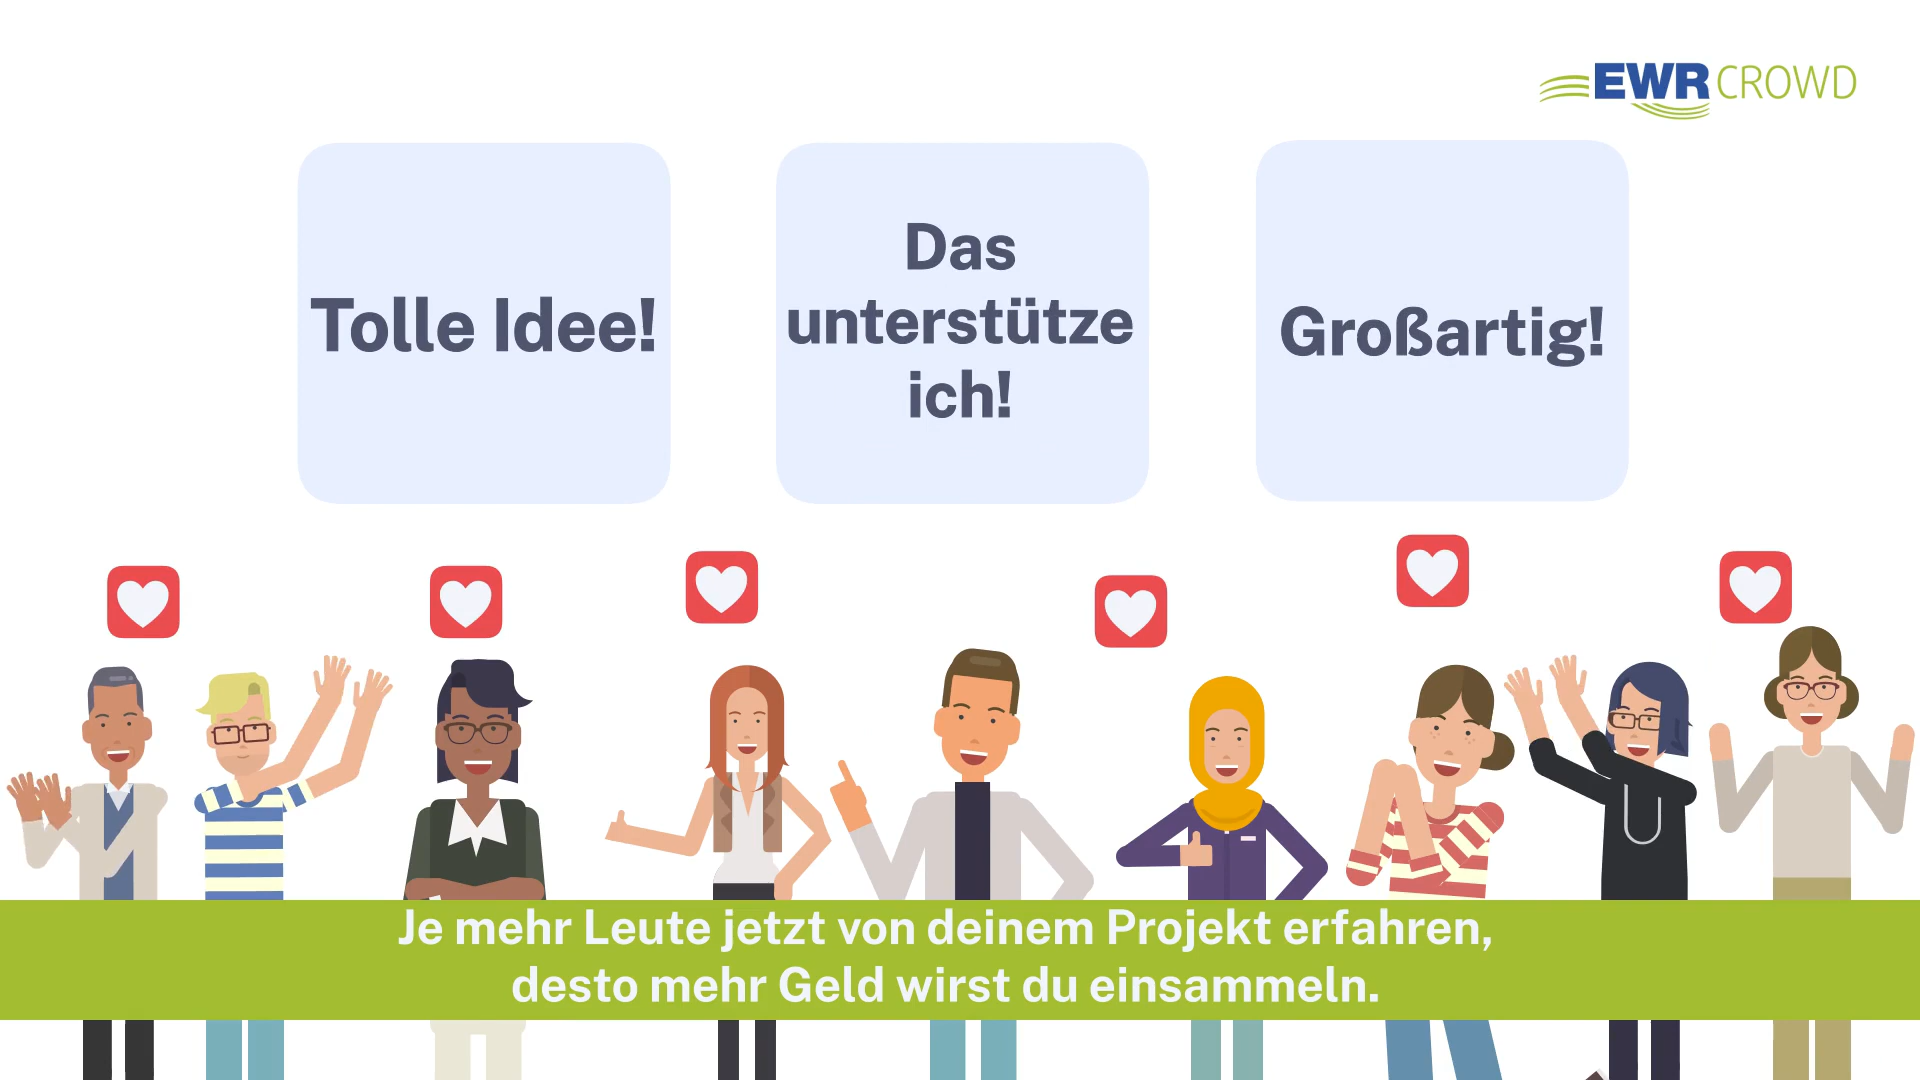 EWR CROWD
Tolle Idee!
Das
unterstütze
ich!
Großartig!
Je mehr Leute jetzt von deinem Projekt erfahren,
desto mehr Geld wirst du einsammeln.